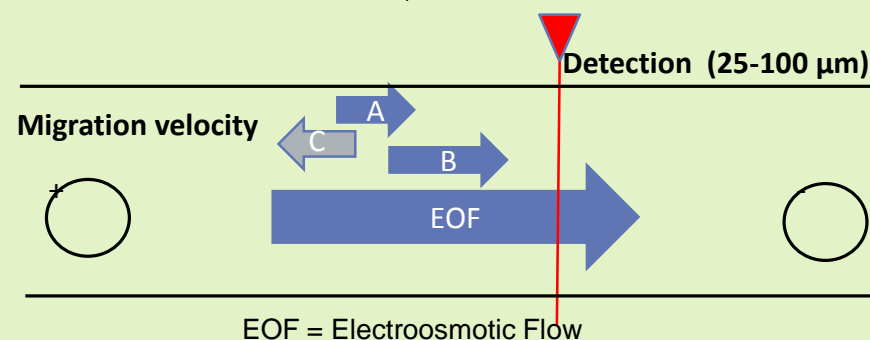 Detection (25-100 µm)
Migration velocity
A
C
B
+
-
EOF
EOF = Electroosmotic Flow